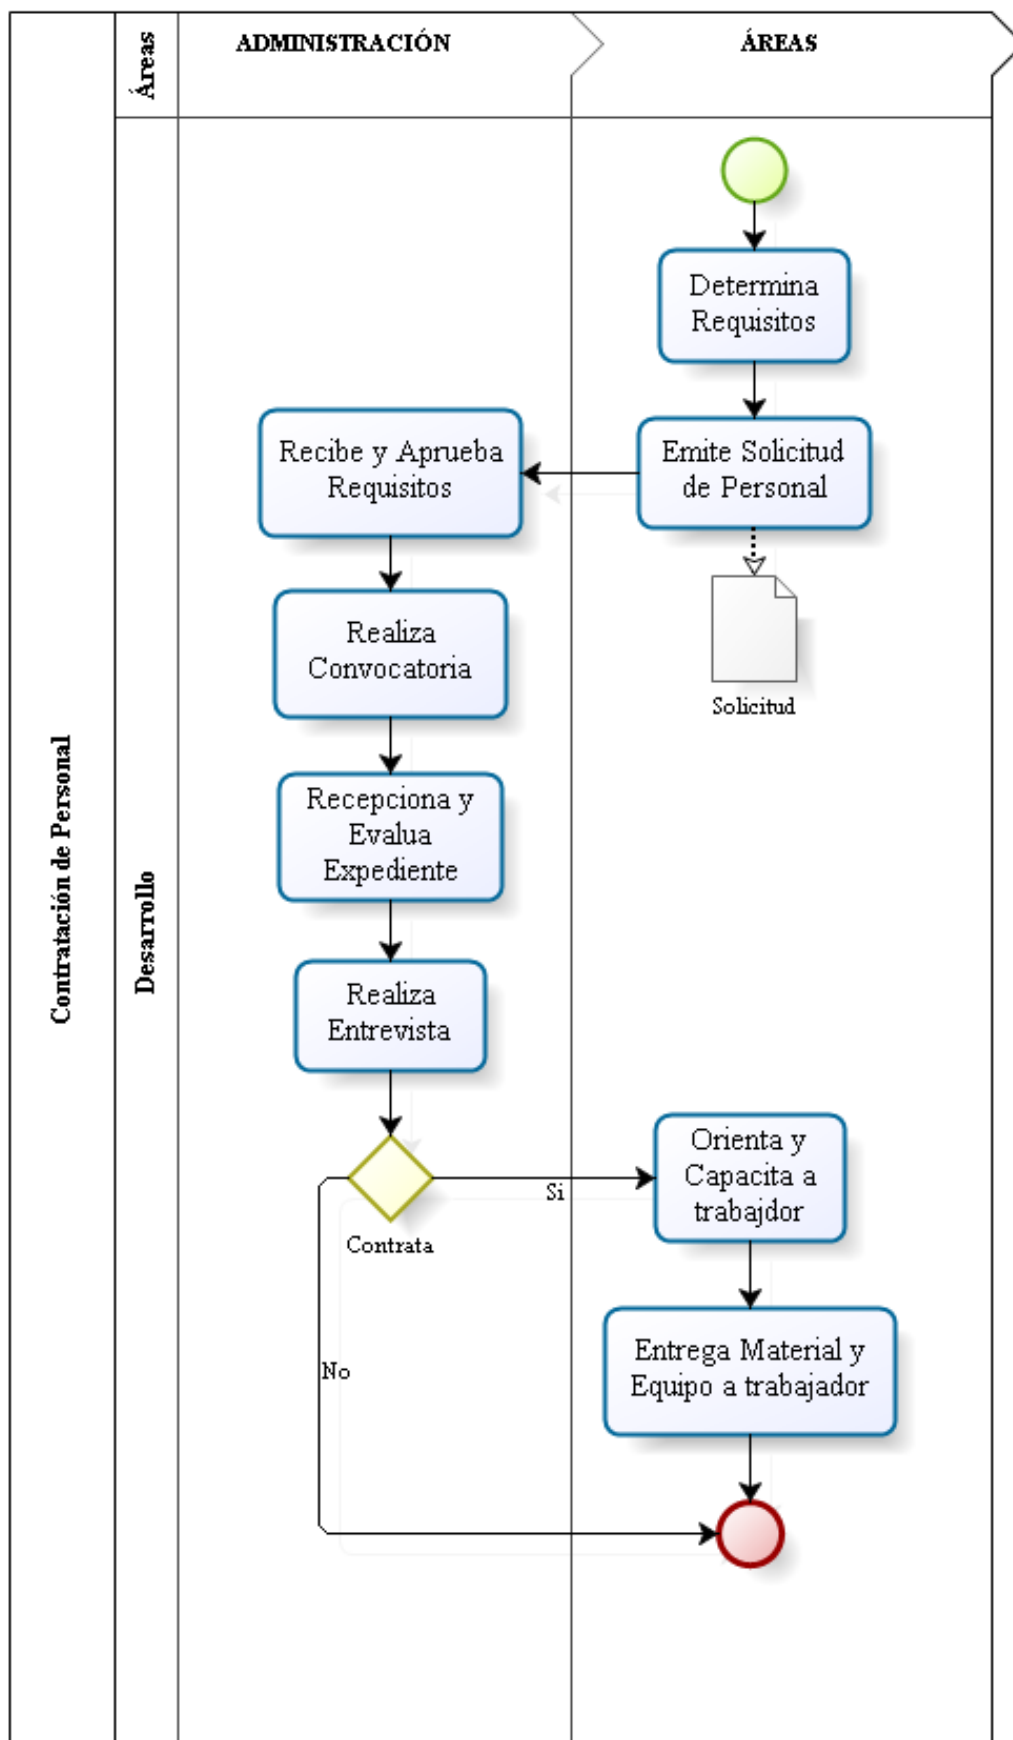 Áreas
ADMINISTRACIÓN
ÁREAS
Contratación de Personal
Desarrollo
Determina
Requisitos
Emite Solicitud
de Personal
Solicitud
Recibe y Aprueba
Requisitos
Realiza
Convocatoria
Recepciona y
Evalua
Expediente
Realiza
Entrevista
Contrata
Si
No
Orienta y
Capacita a
trabajdor
Entrega Material y
Equipo a trabajador